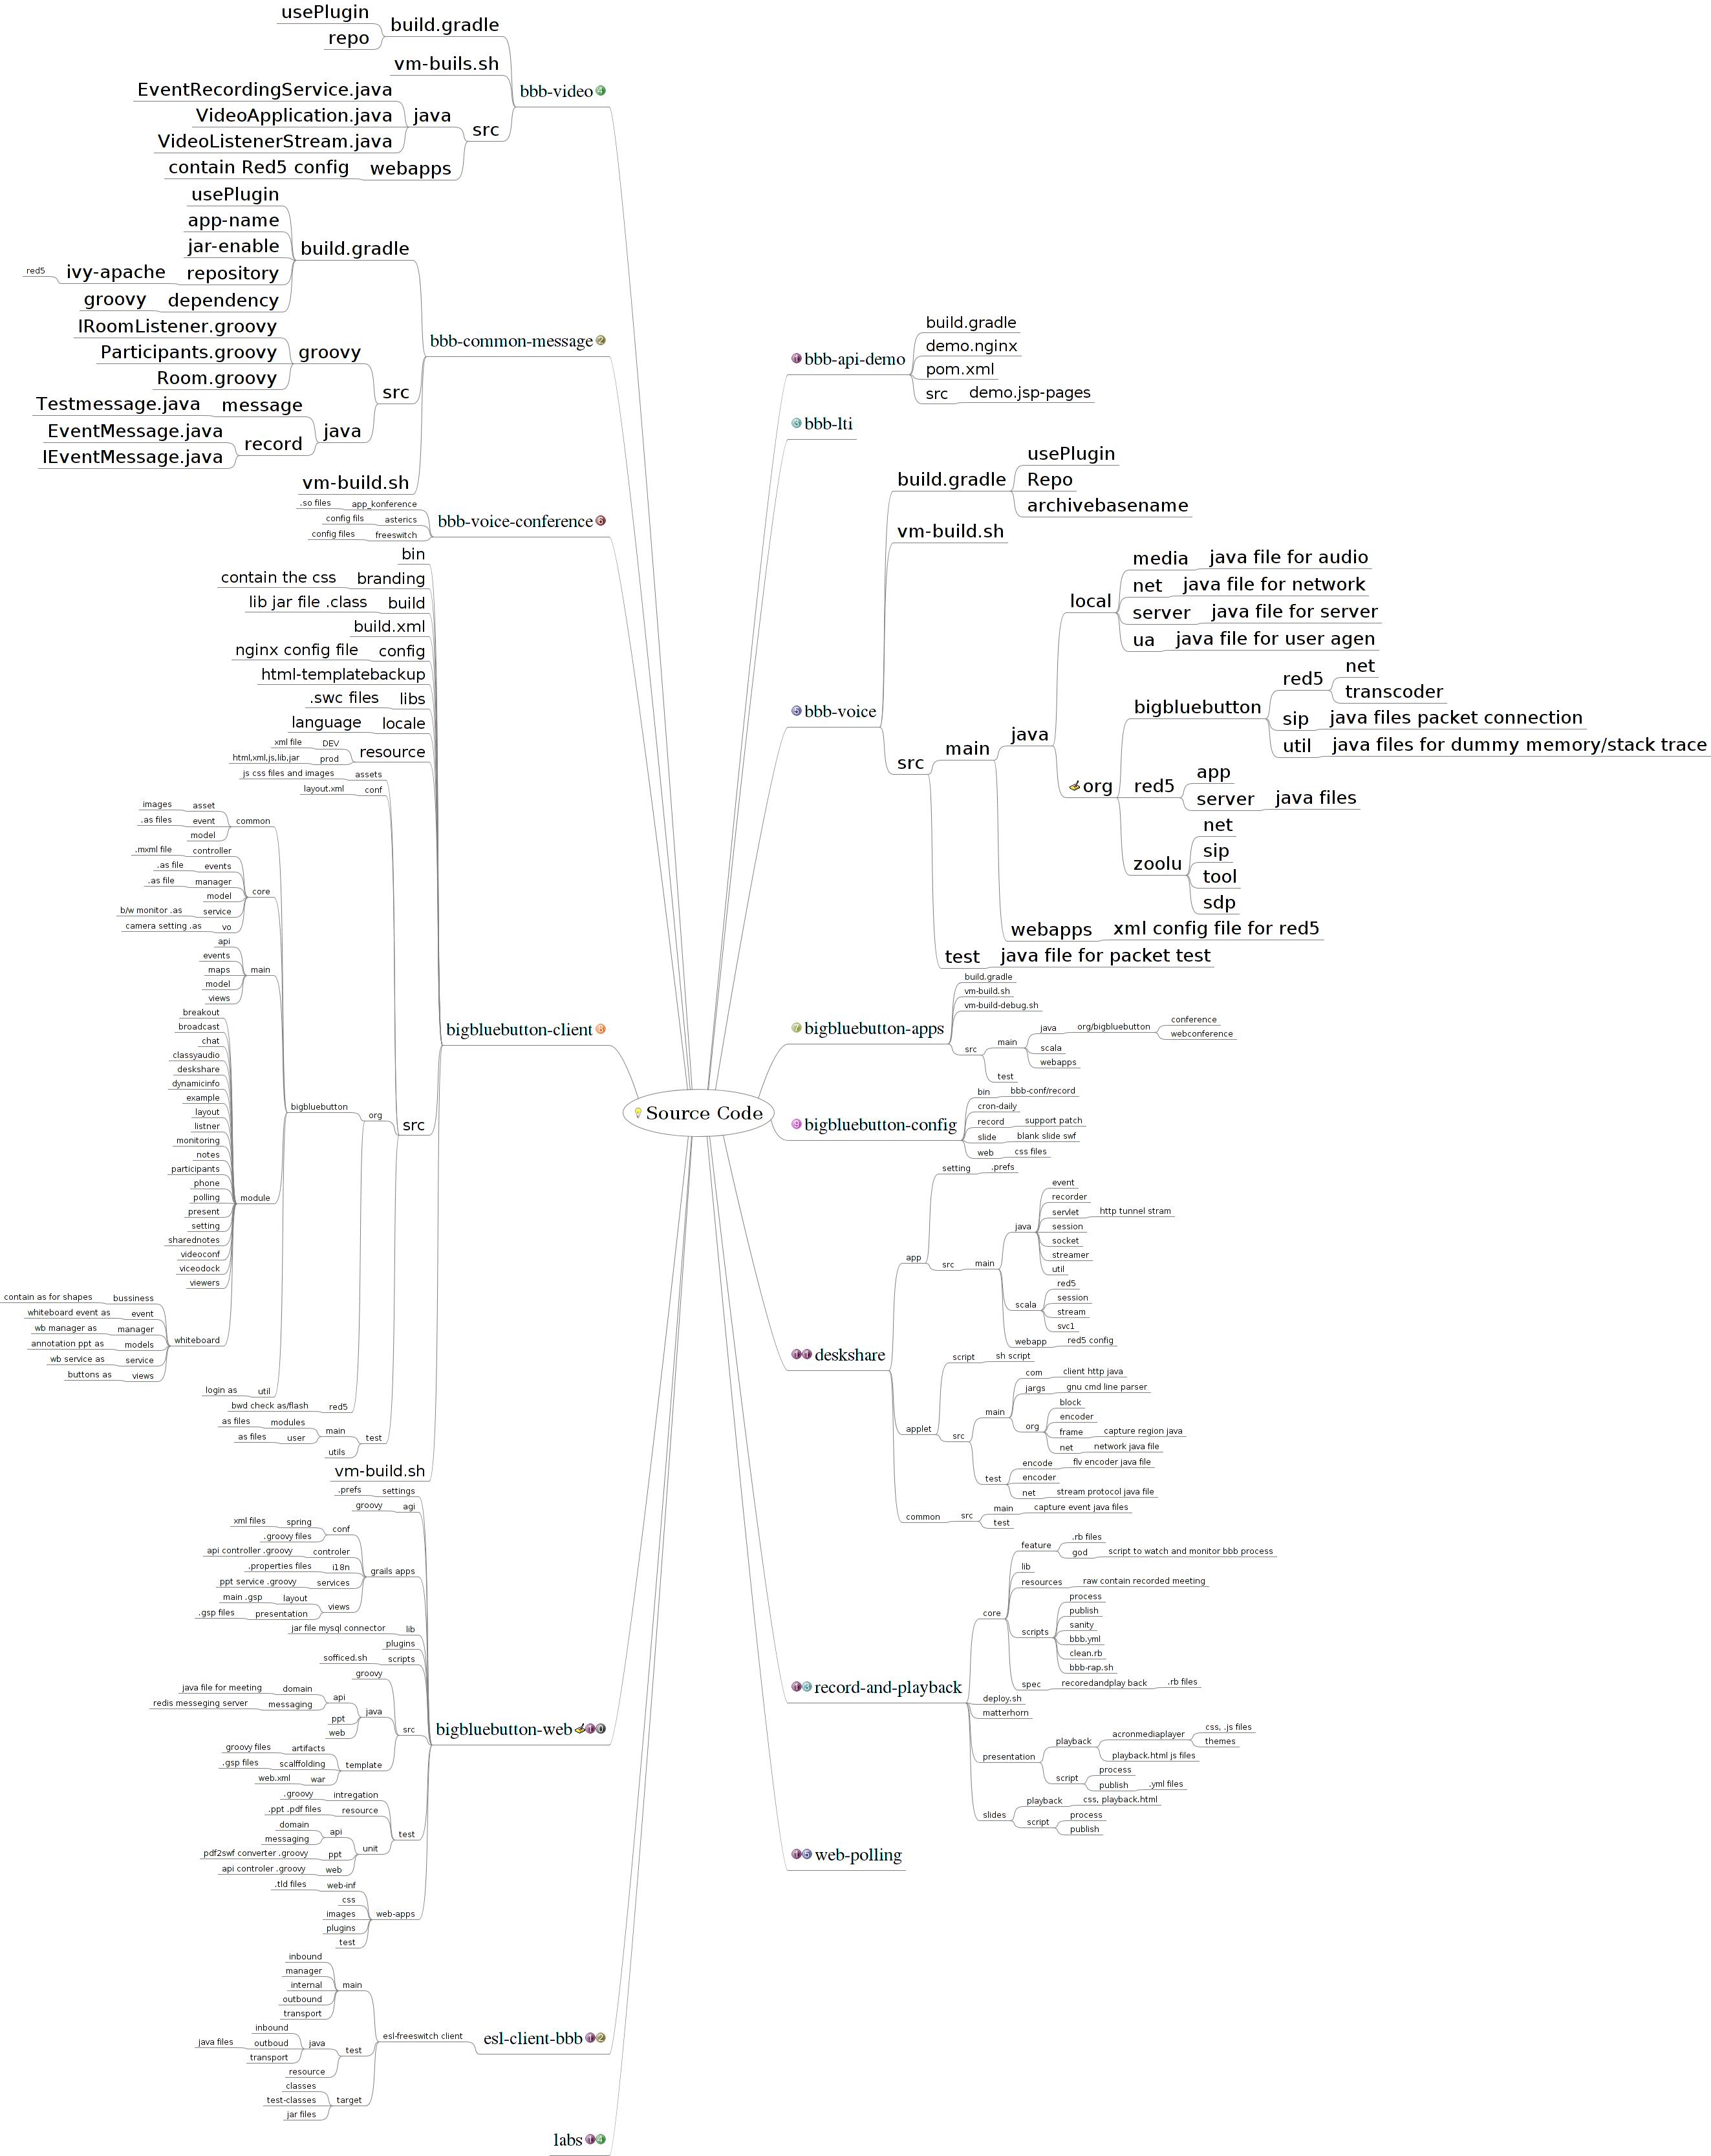 usePlugin
repo
build.gradle
vm-buils.sh
EventRecordingService.java
VideoApplication.java
VideoListenerStream.java
java
contain Red5 config
webapps
src
bbb-video
usePlugin
app-name
jar-enable
red5
ivy-apache
repository
groovy
dependency
build.gradle
IRoomListener.groovy
Participants.groovy
Room.groovy
groovy
Testmessage.java
message
EventMessage.java
IEventMessage.java
record
java
src
vm-build.sh
bbb-common-message
.so files
app_konference
config fils
asterics
config files
freeswitch
bbb-voice-conference
bin
contain the css
branding
lib jar file .class
build
build.xml
nginx config file
config
html-templatebackup
.swc files
libs
language
locale
xml file
DEV
html,xml,js,lib,jar
prod
resource
js css files and images
assets
layout.xml
conf
images
asset
.as files
event
model
common
.mxml file
controller
.as file
events
.as file
manager
model
b/w monitor .as
service
camera setting .as
vo
core
api
events
maps
model
views
main
breakout
broadcast
chat
classyaudio
deskshare
dynamicinfo
example
layout
listner
monitoring
notes
participants
phone
polling
present
setting
sharednotes
videoconf
viceodock
viewers
contain as for shapes
bussiness
whiteboard event as
event
wb manager as
manager
annotation ppt as
models
wb service as
service
buttons as
views
whiteboard
module
login as
util
bigbluebutton
bwd check as/flash
red5
org
as files
modules
as files
user
main
utils
test
src
vm-build.sh
bigbluebutton-client
.prefs
settings
groovy
agi
xml files
spring
.groovy files
conf
api controller .groovy
controler
.properties files
i18n
ppt service .groovy
services
main .gsp
layout
.gsp files
presentation
views
grails apps
jar file mysql connector
lib
plugins
sofficed.sh
scripts
groovy
java file for meeting
domain
redis messeging server
messaging
api
ppt
web
java
groovy files
artifacts
.gsp files
scalffolding
web.xml
war
template
src
.groovy
intregation
.ppt .pdf files
resource
domain
messaging
api
pdf2swf converter .groovy
ppt
api controler .groovy
web
unit
test
.tld files
web-inf
css
images
plugins
test
web-apps
bigbluebutton-web
inbound
manager
internal
outbound
transport
main
inbound
java files
outboud
transport
java
resource
test
classes
test-classes
jar files
target
esl-freeswitch client
esl-client-bbb
labs
Source Code
bbb-api-demo
build.gradle
demo.nginx
pom.xml
src
demo.jsp-pages
bbb-lti
bbb-voice
build.gradle
usePlugin
Repo
archivebasename
vm-build.sh
src
main
java
local
media
java file for audio
net
java file for network
server
java file for server
ua
java file for user agen
org
bigbluebutton
red5
net
transcoder
sip
java files packet connection
util
java files for dummy memory/stack trace
red5
app
server
java files
zoolu
net
sip
tool
sdp
webapps
xml config file for red5
test
java file for packet test
bigbluebutton-apps
build.gradle
vm-build.sh
vm-build-debug.sh
src
main
java
org/bigbluebutton
conference
webconference
scala
webapps
test
bigbluebutton-config
bin
bbb-conf/record
cron-daily
record
support patch
slide
blank slide swf
web
css files
deskshare
app
setting
.prefs
src
main
java
event
recorder
servlet
http tunnel stram
session
socket
streamer
util
scala
red5
session
stream
svc1
webapp
red5 config
applet
script
sh script
src
main
com
client http java
jargs
gnu cmd line parser
org
block
encoder
frame
capture region java
net
network java file
test
encode
flv encoder java file
encoder
net
stream protocol java file
common
src
main
capture event java files
test
record-and-playback
core
feature
.rb files
god
script to watch and monitor bbb process
lib
resources
raw contain recorded meeting
scripts
process
publish
sanity
bbb.yml
clean.rb
bbb-rap.sh
spec
recoredandplay back
.rb files
deploy.sh
matterhorn
presentation
playback
acronmediaplayer
css, .js files
themes
playback.html js files
script
process
publish
.yml files
slides
playback
css, playback.html
script
process
publish
web-polling